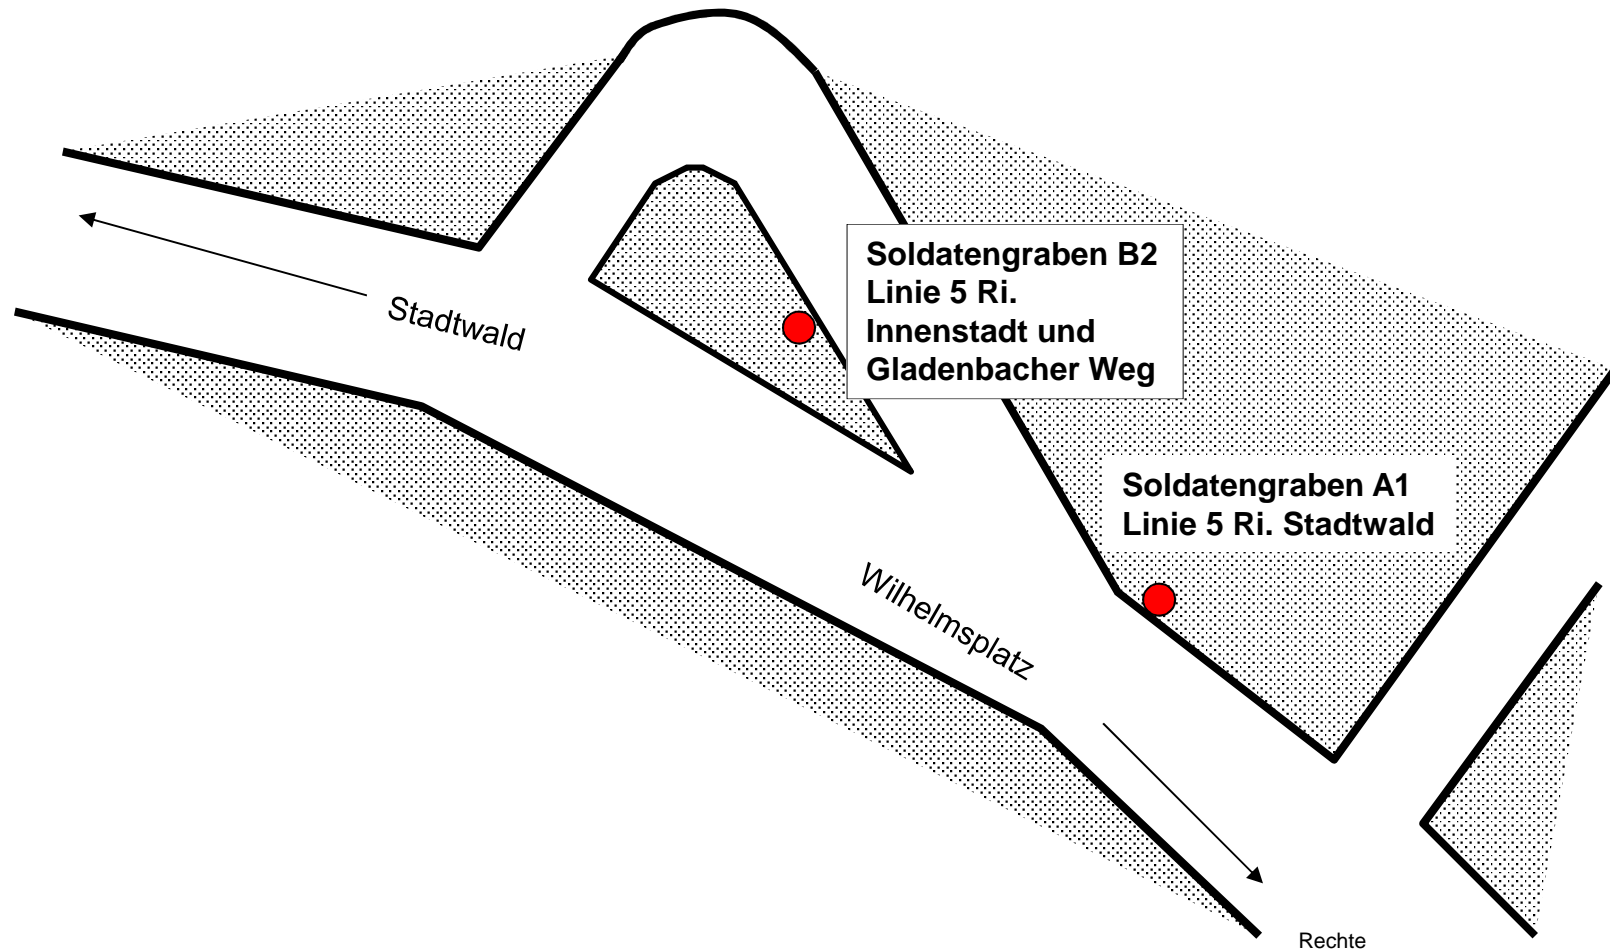 Soldatengraben B2
Linie 5 Ri.
Innenstadt und
Gladenbacher Weg
Stadtwald
Soldatengraben A1
Linie 5 Ri. Stadtwald
Wilhelmsplatz
Rechte